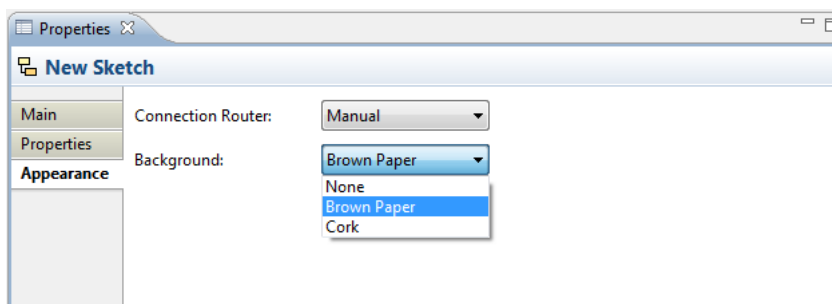 Properties
New Sketch
Main
Connection Router: Manual
Properties
Background: Brown Paper
Appearance
None
Brown Paper
Cork